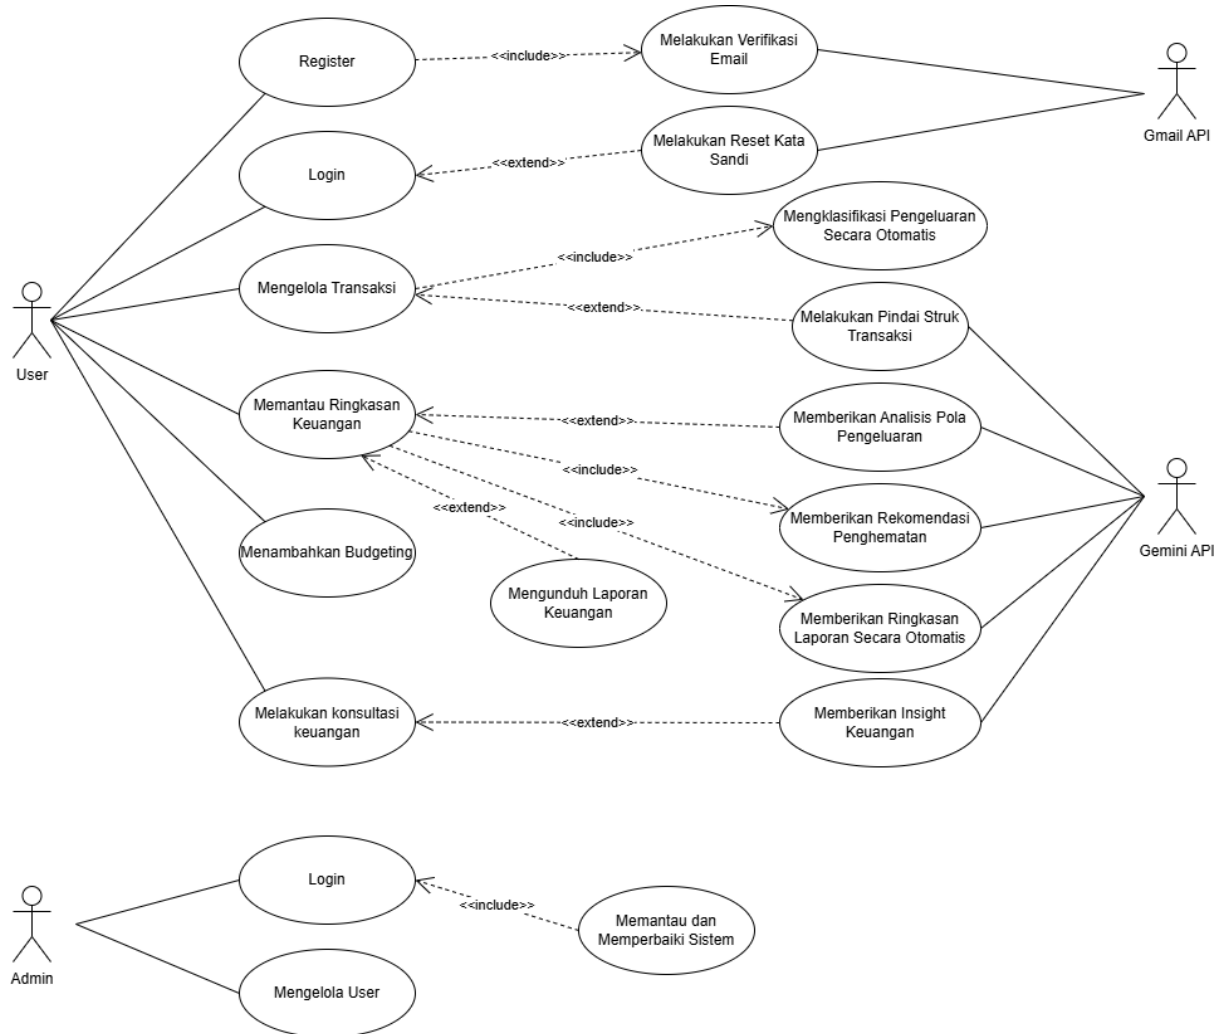 Register
<<include>>
Melakukan Verifikasi
Email
Gmail API
Login
<<extend>>
Melakukan Reset Kata
Sandi
Mengklasifikasi Pengeluaran
Secara Otomatis
<<include>>
Mengelola Transaksi
<<extend>>
Melakukan Pindai Struk
Transaksi
User
Memantau Ringkasan
Keuangan
<<extend>>
Memberikan Analisis Pola
Pengeluaran
<<include>>
<<extend>>
<<include>>
Memberikan Rekomendasi
Penghematan
Gemini API
Menambahkan Budgeting
Mengunduh Laporan
Keuangan
Memberikan Ringkasan
Laporan Secara Otomatis
Melakukan konsultasi
keuangan
<<extend>>
Memberikan Insight
Keuangan
Login
<<include>>
Memantau dan
Memperbaiki Sistem
Admin
Mengelola User